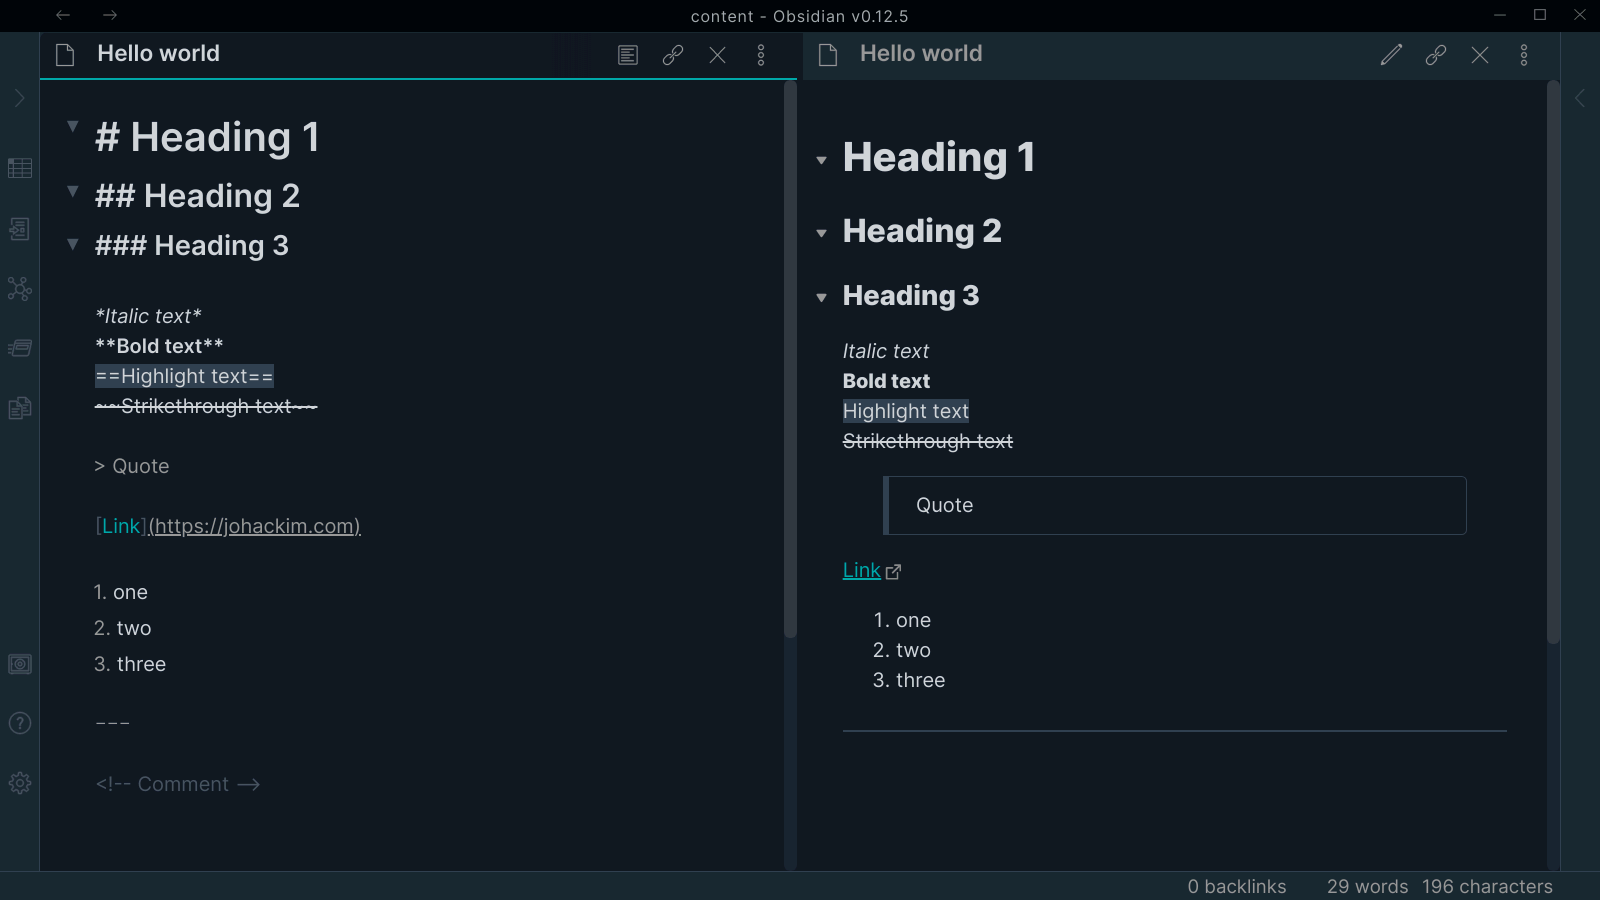 content - Obsidian v0.12.5
Hello world
# Heading 1
## Heading 2
### Heading 3
*Italic text*
**Bold text**
==Highlight text==
~~Strikethrough text~~
> Quote
[Link](https://johackim.com)
1. one
2. two
3. three
---
<!-- Comment -->
Hello world
Heading 1
Heading 2
Heading 3
Italic text
Bold text
Highlight text
Strikethrough text
Quote
Link
1. one
2. two
3. three
0 backlinks 29 words 196 characters